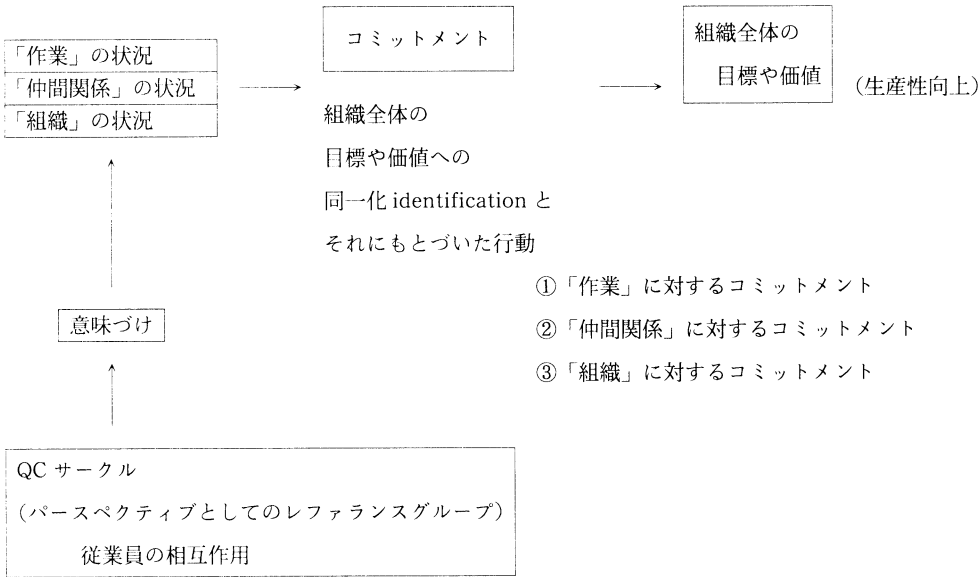 「作業」の状況
「仲間関係」の状況
「組織」の状況
コミットメント
組織全体の
目標や価値への
同一化 identification と
それにもとづいた行動
組織全体の
目標や価値
(生産性向上)
①「作業」に対するコミットメント
②「仲間関係」に対するコミットメント
③「組織」に対するコミットメント
意味づけ
QC サークル
(パースペクティブとしてのレファランスグループ)
従業員の相互作用